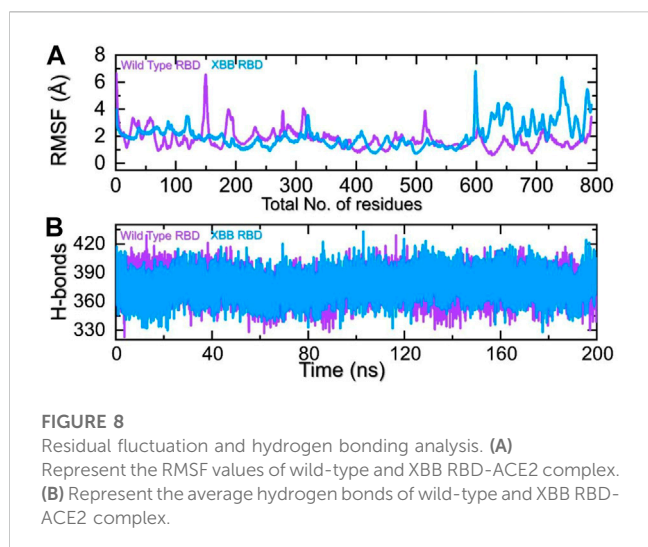 A
Wild Type RBD XBB RBD
RMSF (Å)
8
6
4
2
0
0 100 200 300 400 500 600 700 800
Total No. of residues
B
Wild Type RBD XBB RBD
H-bonds
420
390
360
330
0 40 80 120 160 200
Time (ns)
FIGURE 8
Residual fluctuation and hydrogen bonding analysis. (A)
Represent the RMSF values of wild-type and XBB RBD-ACE2 complex.
(B) Represent the average hydrogen bonds of wild-type and XBB RBD-
ACE2 complex.